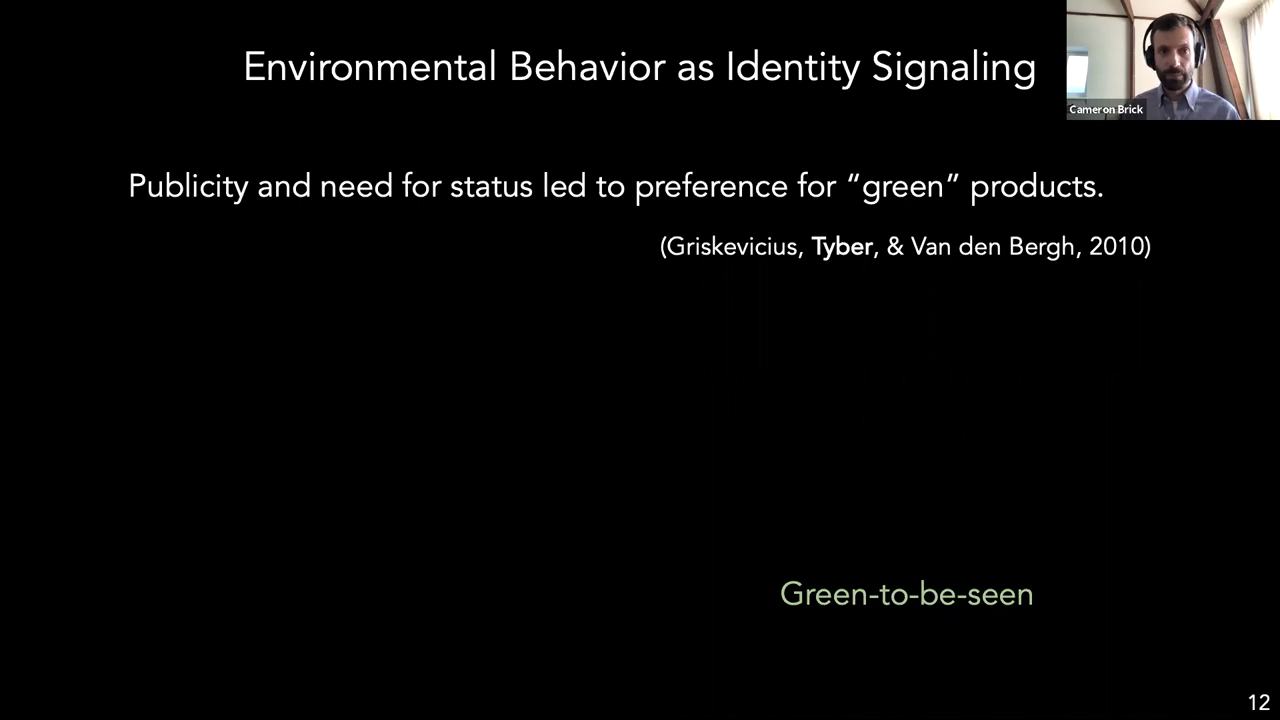 Environmental Behavior as Identity Signaling
Cameron Brick
Publicity and need for status led to preference for “green” products.
(Griskevicius, Tyber, & Van den Bergh, 2010)
Green-to-be-seen
12